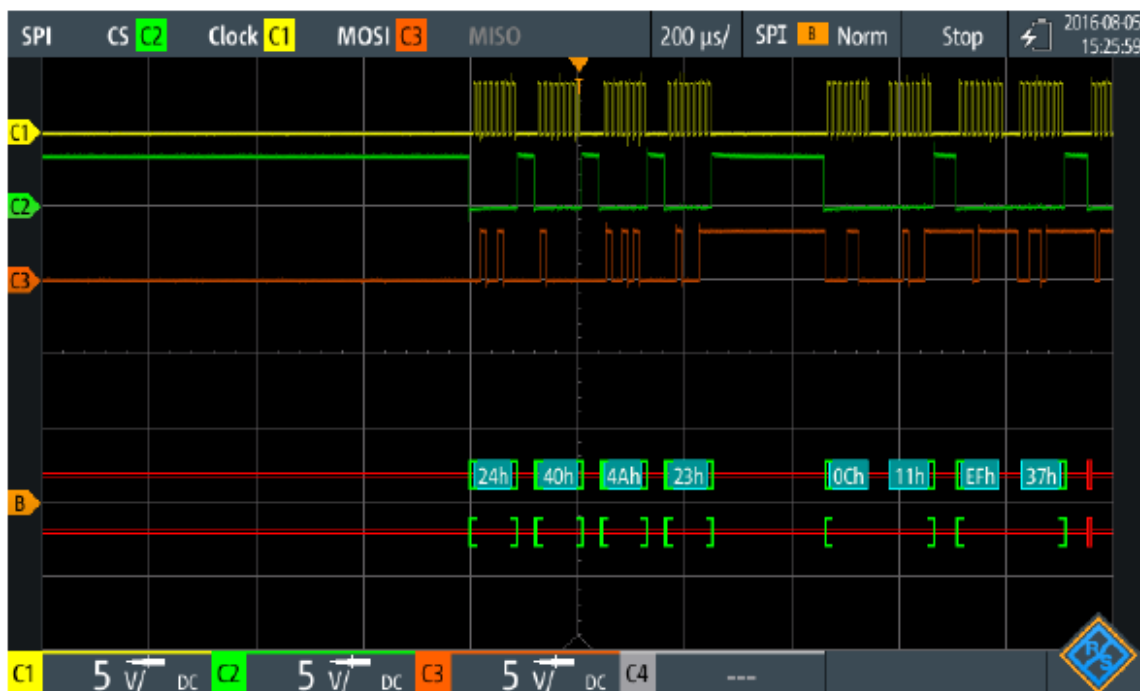 SPI CS C2 Clock C1 MOSI C3 MISO 200 µs/ SPI B Norm Stop 2016-08-05
15:25:59
T
C1
C2
C3
24h 40h 4Ah 23h 0Ch 11h EFh 37h
B
C1 5 V/ DC C2 5 V/ DC C3 5 V/ DC C4 ---
R S